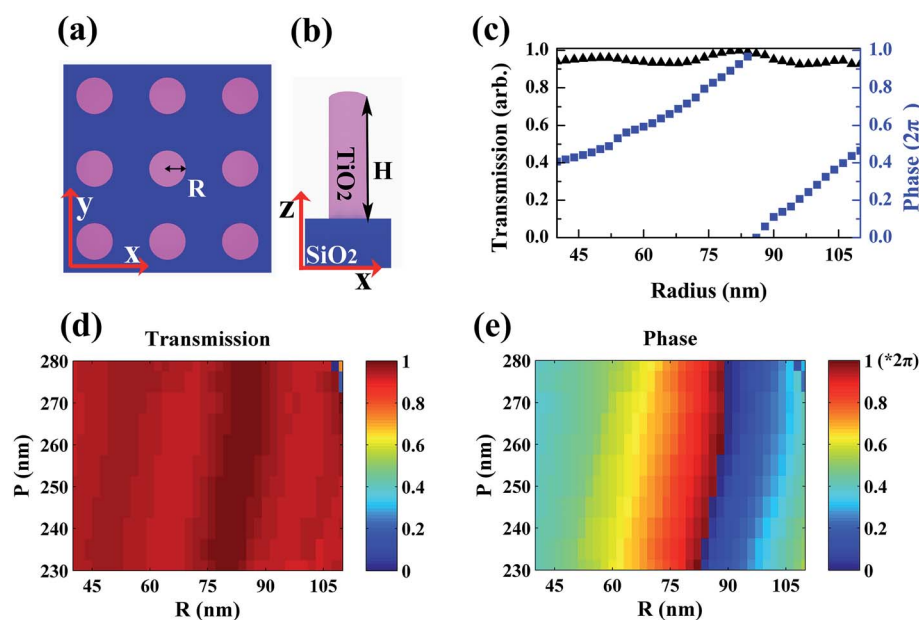 (a)
R
y
x
(b)
TiO2
H
z
SiO2
x
(c)
Transmission (arb.)
1.0
0.8
0.6
0.4
0.2
0.0
45 60 75 90 105
Radius (nm)
1.0
0.8
0.6
0.4
0.2
0.0
Phase (2π)
(d)
Transmission
P (nm)
280
270
260
250
240
230
45 60 75 90 105
R (nm)
1
0.8
0.6
0.4
0.2
0
(e)
Phase
P (nm)
280
270
260
250
240
230
45 60 75 90 105
R (nm)
1 (*2π)
0.8
0.6
0.4
0.2
0